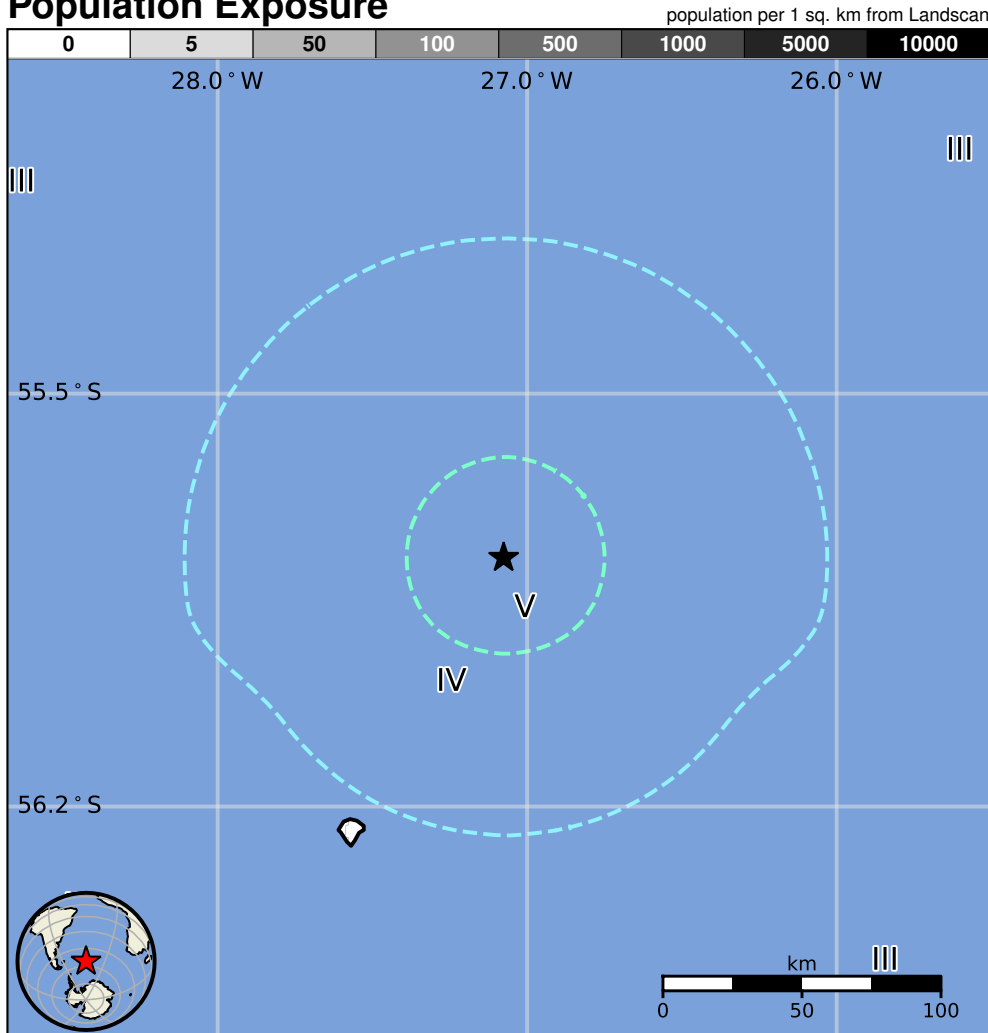 Population Exposure
population per 1 sq. km from Landscan
0 5 50 100 500 1000 5000 10000
28.0°W 27.0°W 26.0°W
III
III
55.5°S
V
IV
56.2°S
III
km
0 50 100